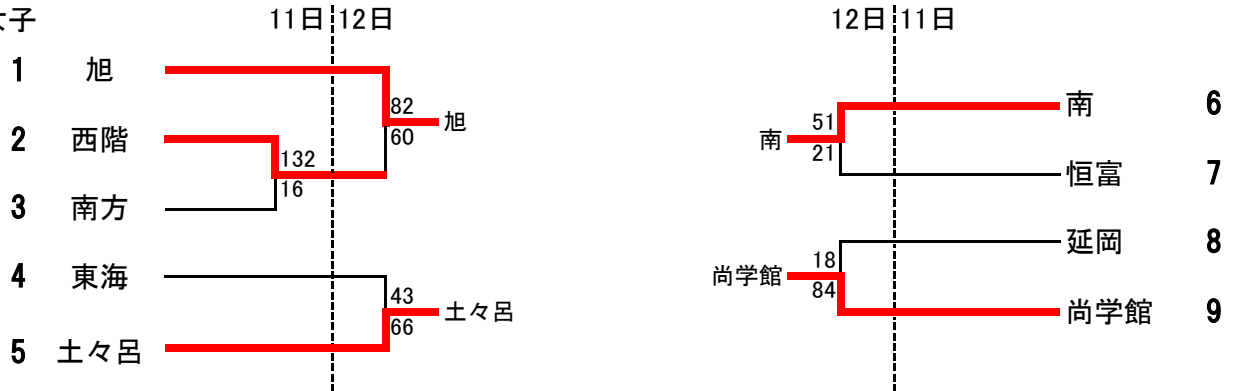 女子
11日 12日
12日 11日
1 旭
82
60
旭
2 西階
132
16
3 南方
4 東海
43
66
土々呂
5 土々呂
南 6
51
21
南
恒富 7
延岡 8
18
84
尚学館
尚学館 9